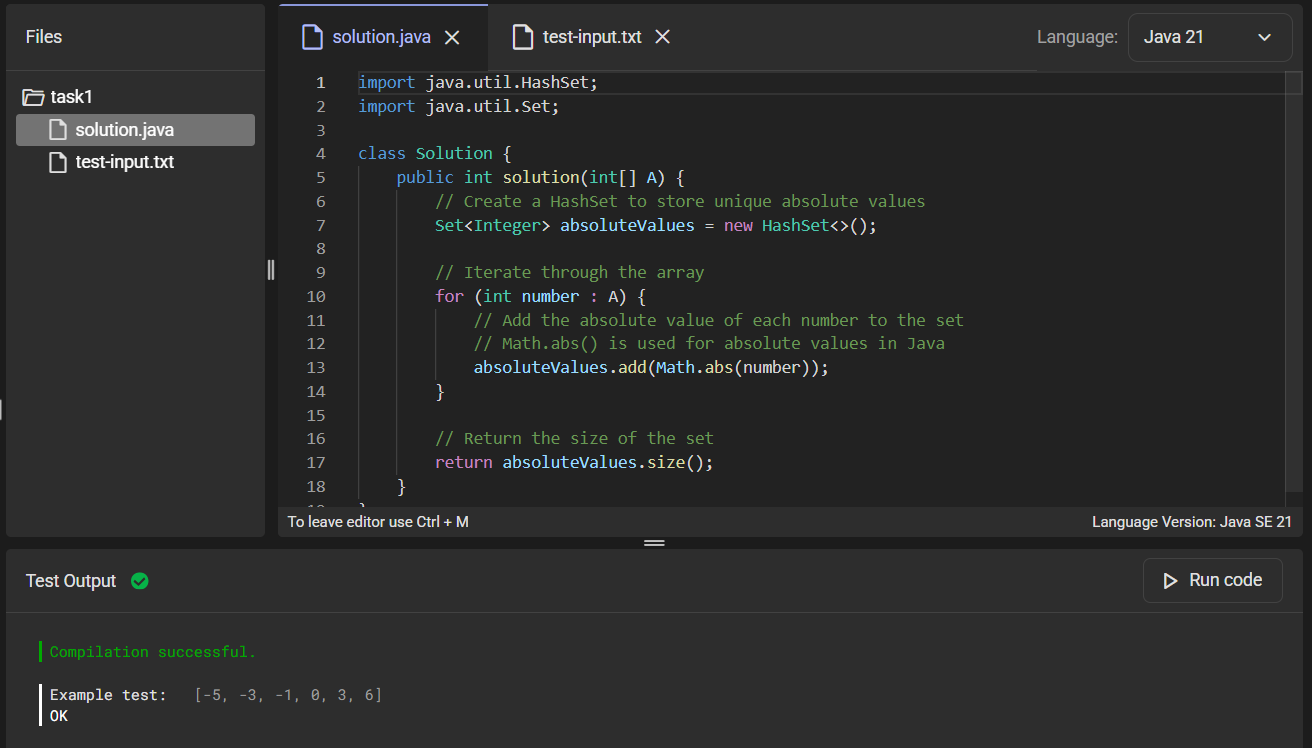 Files
task1
solution.java
test-input.txt
solution.java
test-input.txt
Language:
Java 21
1 import java.util.HashSet;
2 import java.util.Set;
3
4 class Solution {
5     public int solution(int[] A) {
6         // Create a HashSet to store unique absolute values
7         Set<Integer> absoluteValues = new HashSet<>();
8
9         // Iterate through the array
10         for (int number : A) {
11             // Add the absolute value of each number to the set
12             // Math.abs() is used for absolute values in Java
13             absoluteValues.add(Math.abs(number));
14         }
15
16         // Return the size of the set
17         return absoluteValues.size();
18     }
To leave editor use Ctrl + M
Language Version: Java SE 21
Test Output
Run code
Compilation successful.
Example test:   [-5, -3, -1, 0, 3, 6]
OK